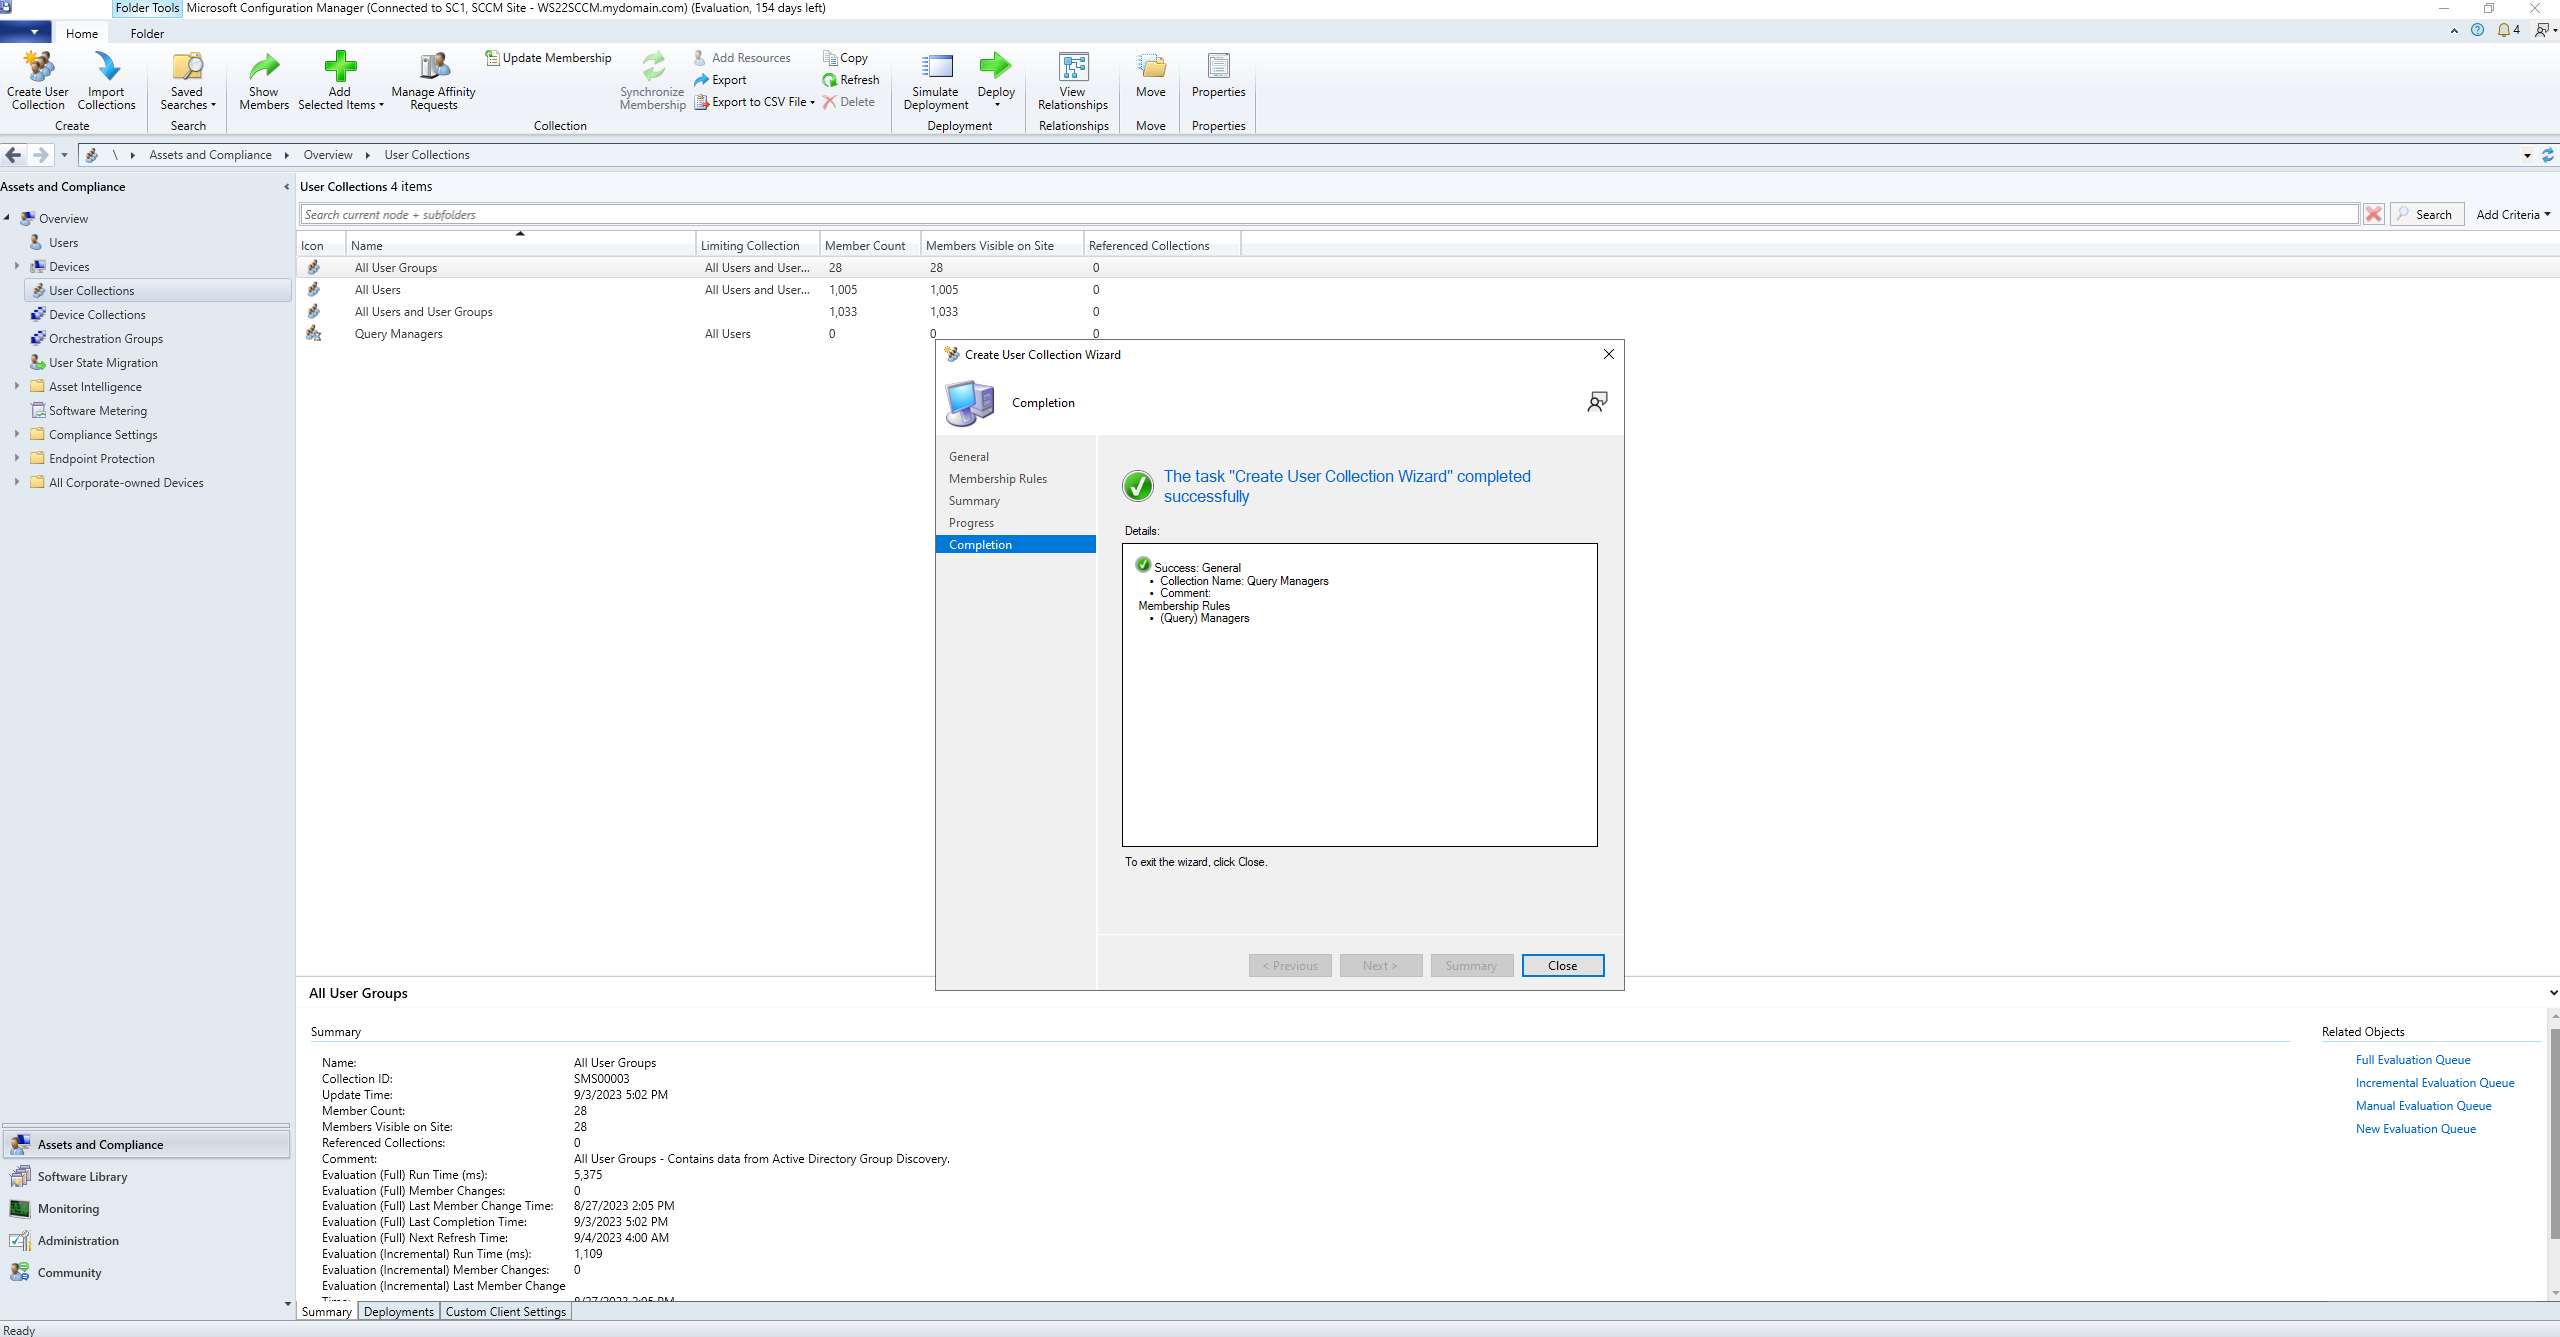 Folder Tools Microsoft Configuration Manager (Connected to SC1, SCCM Site - WS22SCCM.mydomain.com) (Evaluation, 154 days left)
Home Folder
4
Create User Collection
Import Collections
Create
Saved Searches
Search
Show Members
Add Selected Items
Manage Affinity Requests
Update Membership
Synchronize Membership
Add Resources
Export
Export to CSV File
Copy
Refresh
Delete
Collection
Simulate Deployment
Deploy
Deployment
View Relationships
Relationships
Move
Move
Properties
Properties
\ Assets and Compliance Overview User Collections
Assets and Compliance
Overview
Users
Devices
User Collections
Device Collections
Orchestration Groups
User State Migration
Asset Intelligence
Software Metering
Compliance Settings
Endpoint Protection
All Corporate-owned Devices
Assets and Compliance
Software Library
Monitoring
Administration
Community
User Collections 4 items
Search current node + subfolders
Search Add Criteria
Icon Name Limiting Collection Member Count Members Visible on Site Referenced Collections
All User Groups All Users and User... 28 28 0
All Users All Users and User... 1,005 1,005 0
All Users and User Groups 1,033 1,033 0
Query Managers All Users 0 0 0
Create User Collection Wizard
Completion
General
Membership Rules
Summary
Progress
Completion
The task "Create User Collection Wizard" completed
successfully
Details:
Success: General
• Collection Name: Query Managers
• Comment:
Membership Rules
• (Query) Managers
To exit the wizard, click Close.
< Previous Next > Summary Close
All User Groups
Summary
Name: All User Groups
Collection ID: SMS00003
Update Time: 9/3/2023 5:02 PM
Member Count: 28
Members Visible on Site: 28
Referenced Collections: 0
Comment: All User Groups - Contains data from Active Directory Group Discovery.
Evaluation (Full) Run Time (ms): 5,375
Evaluation (Full) Member Changes: 0
Evaluation (Full) Last Member Change Time: 8/27/2023 2:05 PM
Evaluation (Full) Last Completion Time: 9/3/2023 5:02 PM
Evaluation (Full) Next Refresh Time: 9/4/2023 4:00 AM
Evaluation (Incremental) Run Time (ms): 1,109
Evaluation (Incremental) Member Changes: 0
Evaluation (Incremental) Last Member Change
Time: 8/27/2023 2:05 PM
Related Objects
Full Evaluation Queue
Incremental Evaluation Queue
Manual Evaluation Queue
New Evaluation Queue
Summary Deployments Custom Client Settings
Ready